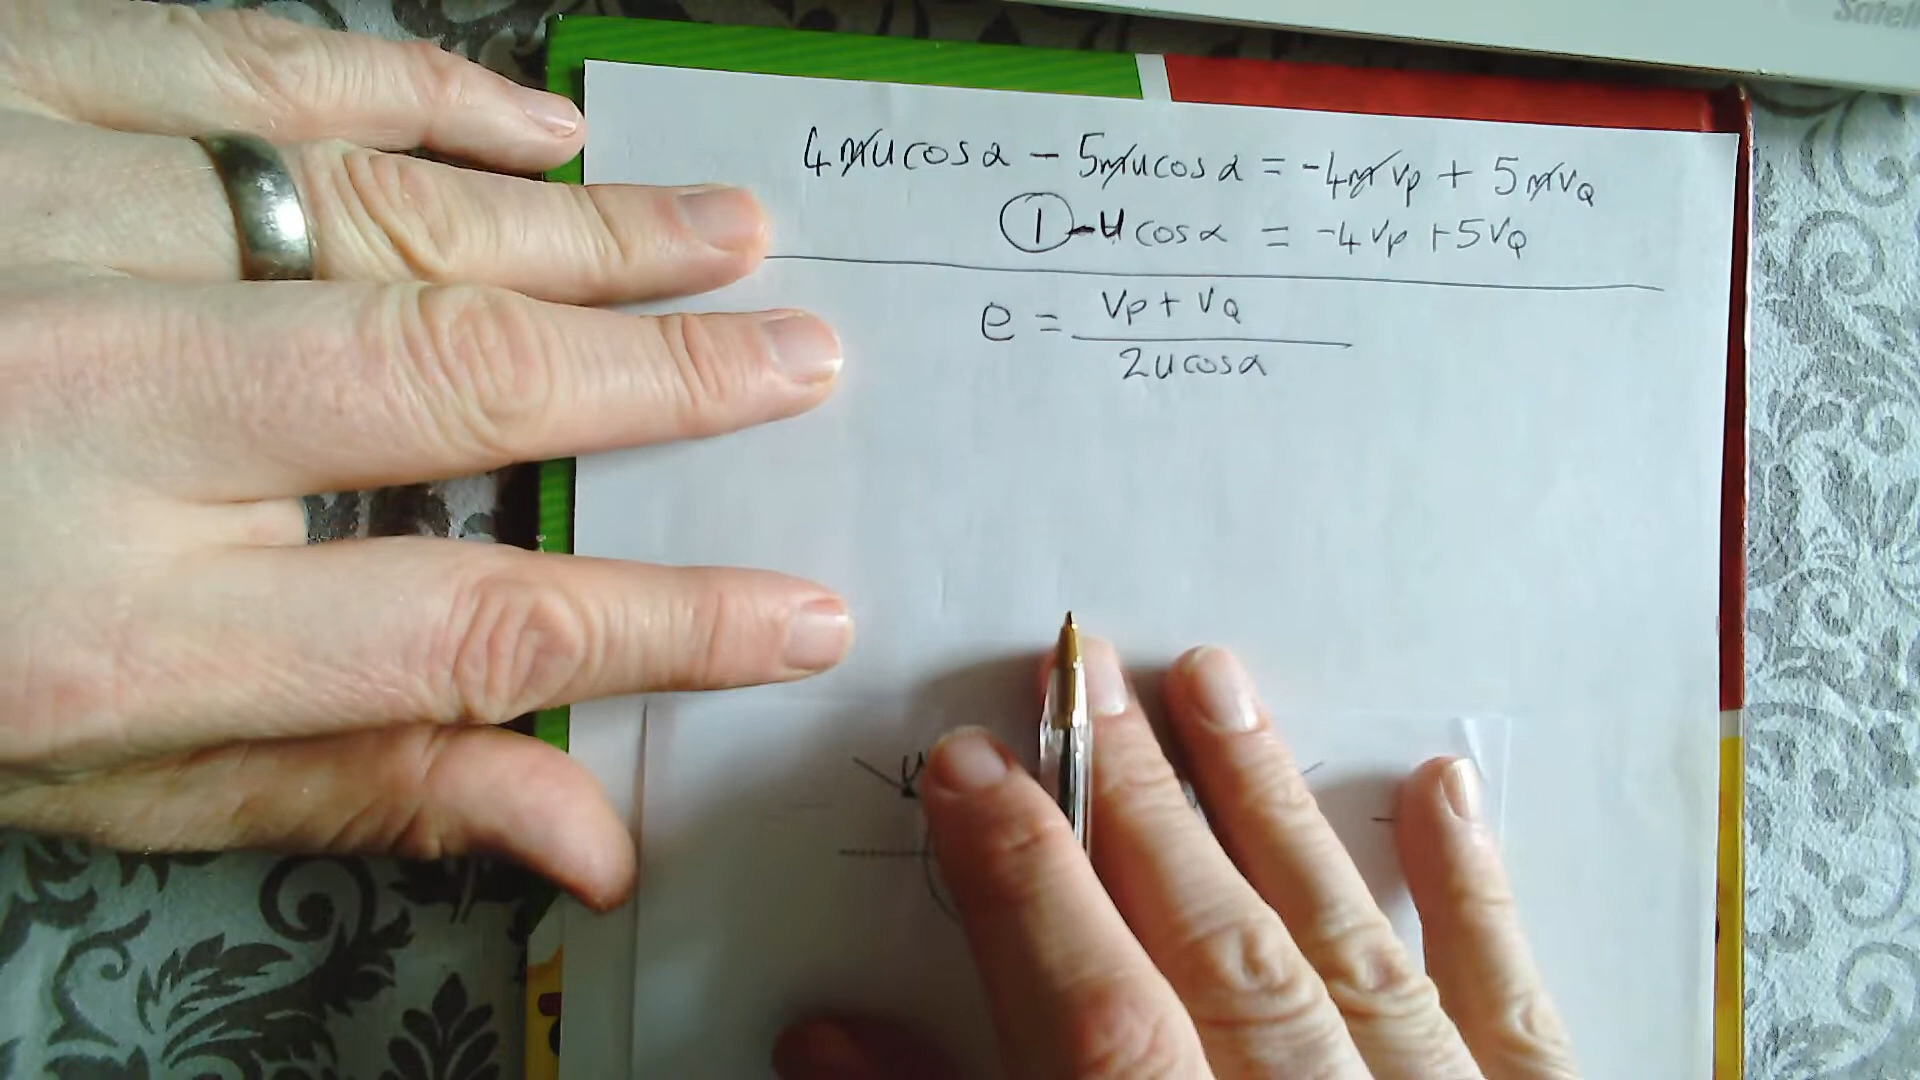 4mucosα - 5mucosα = -4mvp + 5mvQ
① -ucosα = -4vp + 5vQ
e = vp + vQ
2ucosα
u